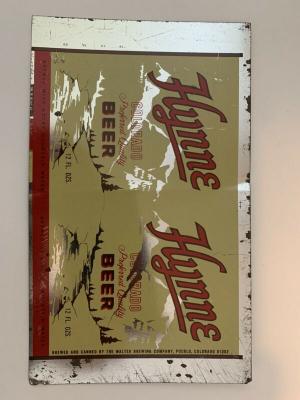 Hynne
COLORADO
Preferred Quality
BEER
12 FL. OZS
Hynne
COLORADO
Preferred Quality
BEER
12 FL. OZS
BREWED AND CANNED BY THE WALTER BREWING COMPANY, PUEBLO, COLORADO 81002